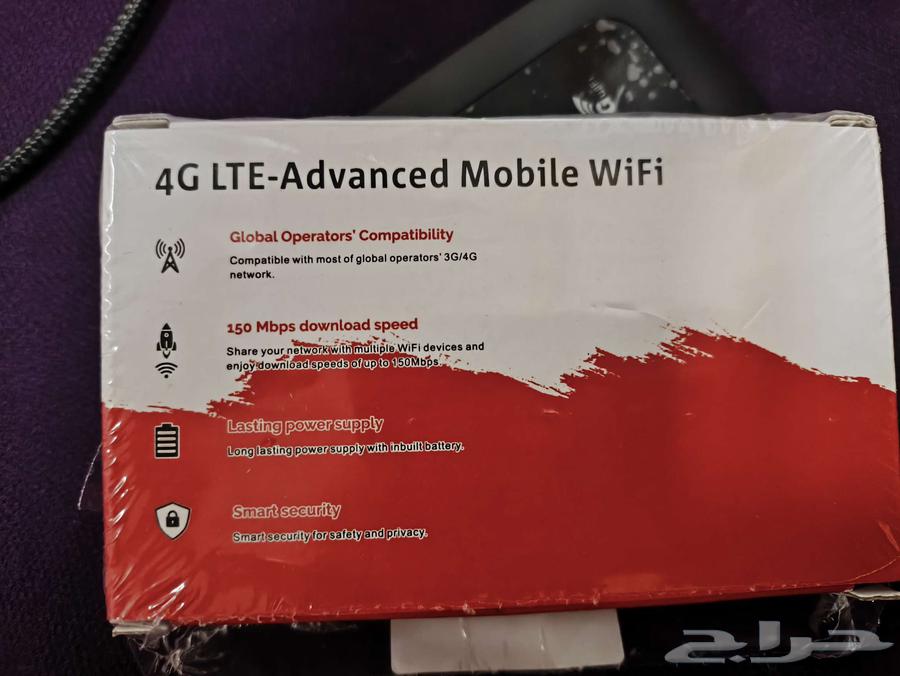 4G LTE-Advanced Mobile WiFi
Global Operators' Compatibility
Compatible with most of global operators' 3G/4G
network.
150 Mbps download speed
Share your network with multiple WiFi devices and
enjoy download speeds of up to 150Mbps.
Lasting power supply
Long lasting power supply with inbuilt battery.
Smart security
Smart security for safety and privacy.
حراج